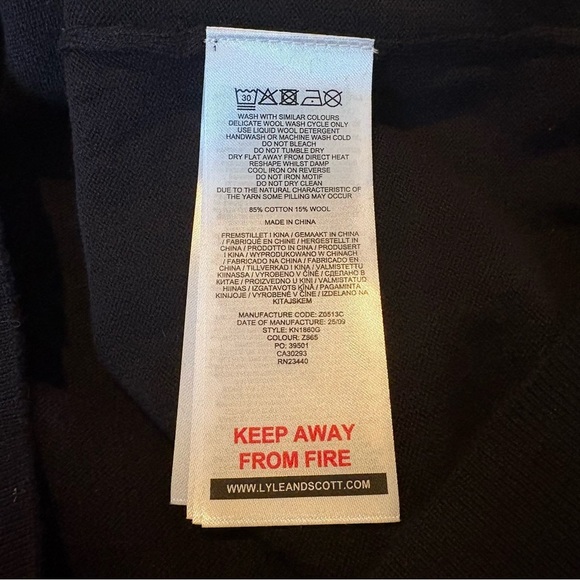 1
30
WASH WITH SIMILAR COLOURS
DELICATE WOOL WASH CYCLE ONLY
USE LIQUID WOOL DETERGENT
HANDWASH OR MACHINE WASH COLD
DO NOT BLEACH
DO NOT TUMBLE DRY
DRY FLAT AWAY FROM DIRECT HEAT
RESHAPE WHILST DAMP
COOL IRON ON REVERSE
DO NOT IRON MOTIF
DO NOT DRY CLEAN
DUE TO THE NATURAL CHARACTERISTIC OF
THE YARN SOME PILLING MAY OCCUR
85% COTTON 15% WOOL
MADE IN CHINA
FREMSTILLET I KINA / GEMAAKT IN CHINA
/ FABRIQUÉ EN CHINE / HERGESTELLT IN
CHINA / PRODOTTO IN CINA / PRODUSERT
I KINA / WYPRODUKOWANO W CHINACH
/ FABRICADO NA CHINA / FABRICADO EN
CHINA / TILLVERKAD I KINA / VALMISTETTU
KIINASSA / VYROBENO V ČÍNĚ / СДЕЛАНО В
КИТАЕ / PROIZVEDENO U KINI / VALMISTATUD
HIINAS / IZGATAVOTS ĶĪNĀ / PAGAMINTA
KINIJOJE / VYROBENÉ V ČÍNE / IZDELANO NA
KITAJSKEM
MANUFACTURE CODE: Z0513C
DATE OF MANUFACTURE: 25/09
STYLE: KN1860G
COLOUR: Z865
PO: 39501
CA30293
RN23440
KEEP AWAY
FROM FIRE
WWW.LYLEANDSCOTT.COM